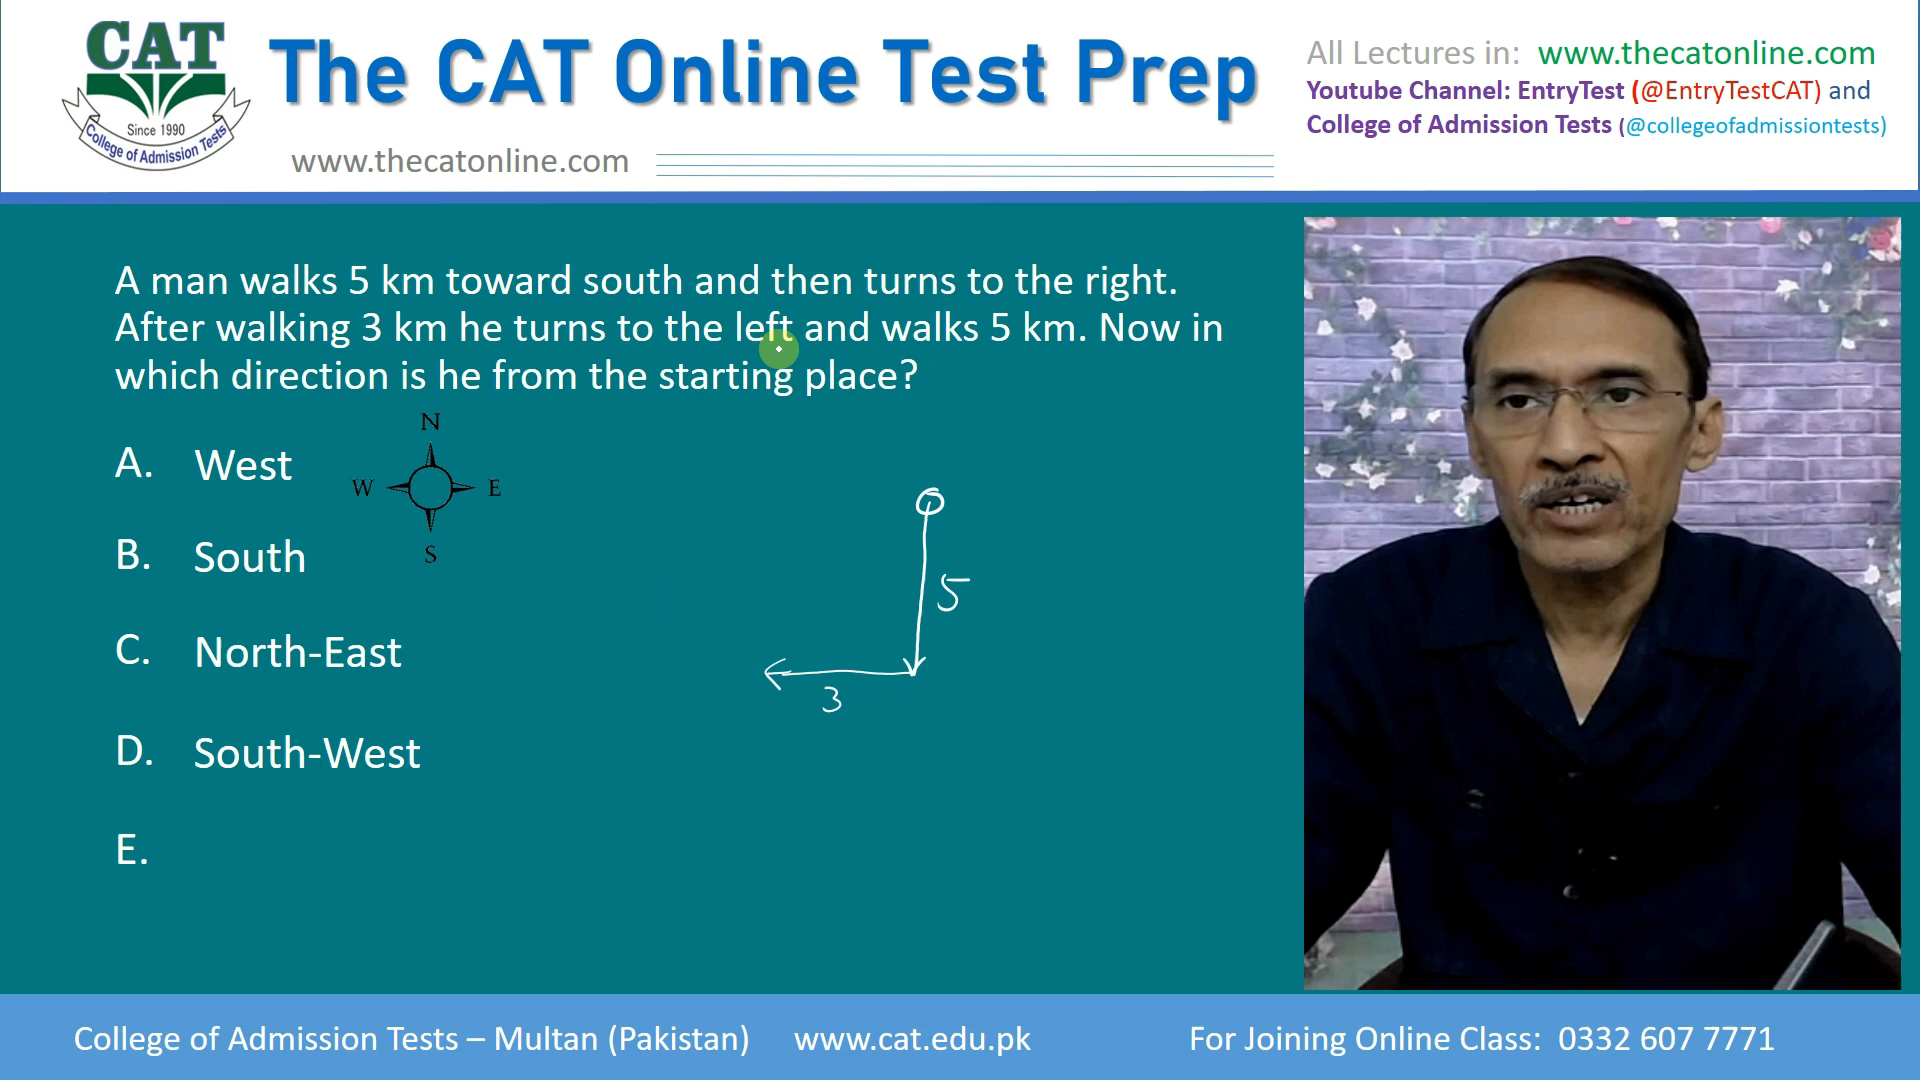 CAT
Since 1990
College of Admission Tests
The CAT Online Test Prep
www.thecatonline.com
All Lectures in: www.thecatonline.com
Youtube Channel: EntryTest (@EntryTestCAT) and
College of Admission Tests (@collegeofadmissiontests)
A man walks 5 km toward south and then turns to the right.
After walking 3 km he turns to the left and walks 5 km. Now in
which direction is he from the starting place?
A. West
B. South
C. North-East
D. South-West
E.
N
W E
S
5
3
College of Admission Tests – Multan (Pakistan) www.cat.edu.pk For Joining Online Class: 0332 607 7771